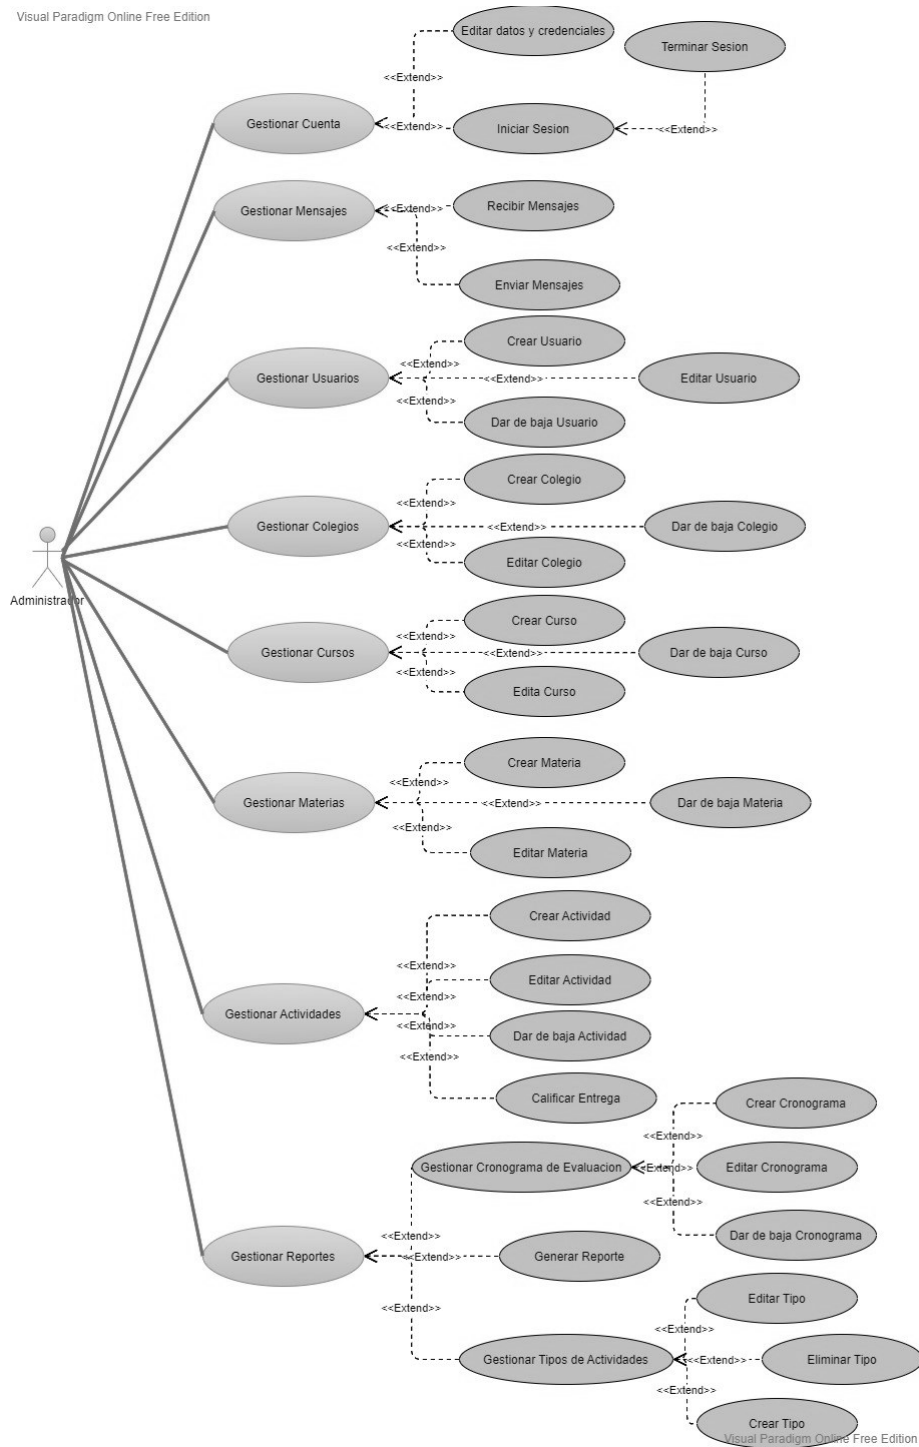 Visual Paradigm Online Free Edition
Editar datos y credenciales
Terminar Sesion
<<Extend>>
Gestionar Cuenta
<<Extend>>
Iniciar Sesion
<<Extend>>
Gestionar Mensajes
<<Extend>>
Recibir Mensajes
<<Extend>>
Enviar Mensajes
Crear Usuario
<<Extend>>
Gestionar Usuarios
<<Extend>>
Editar Usuario
<<Extend>>
Dar de baja Usuario
Crear Colegio
<<Extend>>
Gestionar Colegios
<<Extend>>
Dar de baja Colegio
<<Extend>>
Editar Colegio
Administrador
Crear Curso
<<Extend>>
Gestionar Cursos
<<Extend>>
Dar de baja Curso
<<Extend>>
Edita Curso
Crear Materia
<<Extend>>
Gestionar Materias
<<Extend>>
Dar de baja Materia
<<Extend>>
Editar Materia
Crear Actividad
<<Extend>>
Editar Actividad
<<Extend>>
Gestionar Actividades
<<Extend>>
Dar de baja Actividad
<<Extend>>
Calificar Entrega
Crear Cronograma
<<Extend>>
Gestionar Cronograma de Evaluacion
<<Extend>>
Editar Cronograma
<<Extend>>
Dar de baja Cronograma
<<Extend>>
Gestionar Reportes
<<Extend>>
Generar Reporte
<<Extend>>
Editar Tipo
<<Extend>>
Gestionar Tipos de Actividades
<<Extend>>
Eliminar Tipo
<<Extend>>
Crear Tipo
Visual Paradigm Online Free Edition